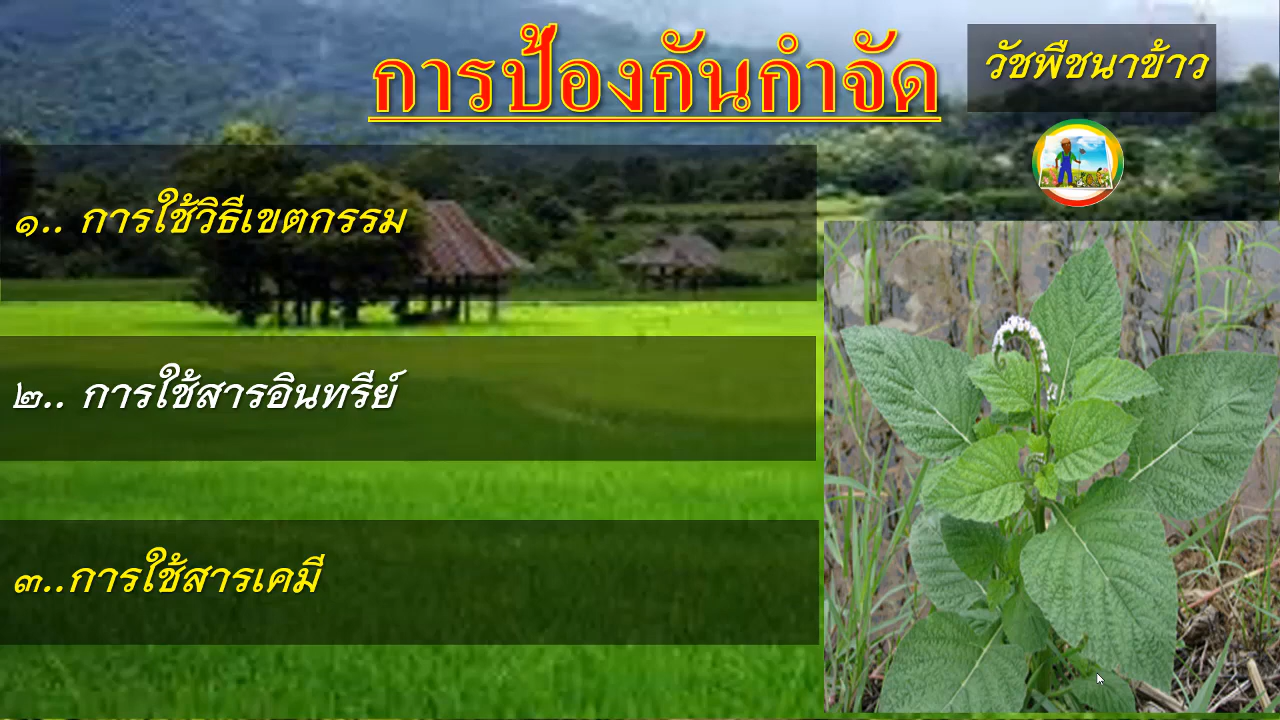 การป้องกันกำจัด
วัชพืชนาข้าว
๑.. การใช้วิธีเขตกรรม
๒.. การใช้สารอินทรีย์
๓..การใช้สารเคมี